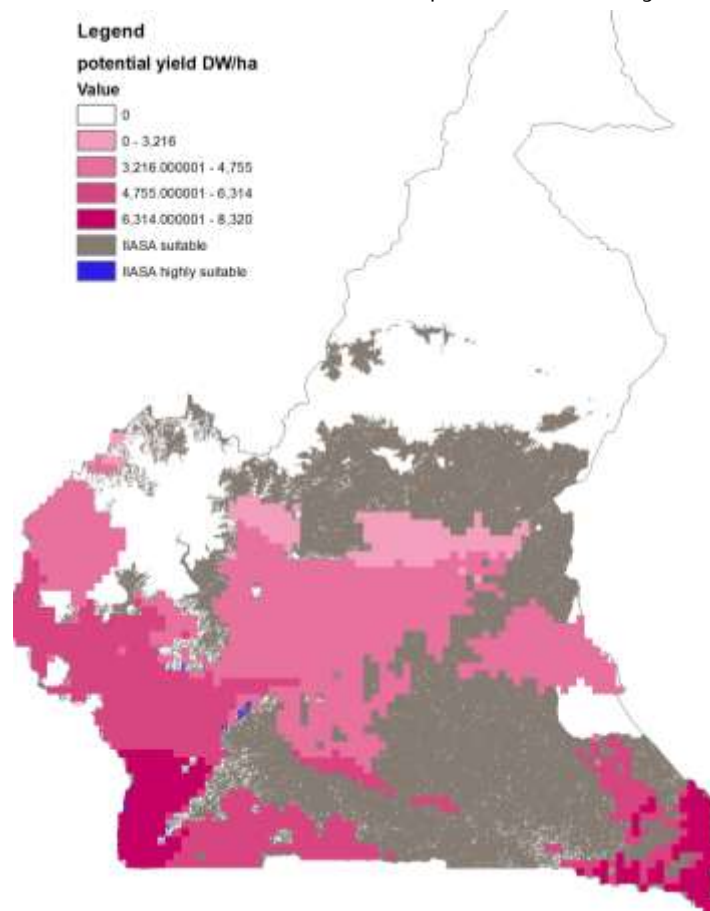 Legend
potential yield DW/ha
Value
0
0 - 3,216
3,216.000001 - 4,755
4,755.000001 - 6,314
6,314.000001 - 8,320
IIASA suitable
IIASA highly suitable